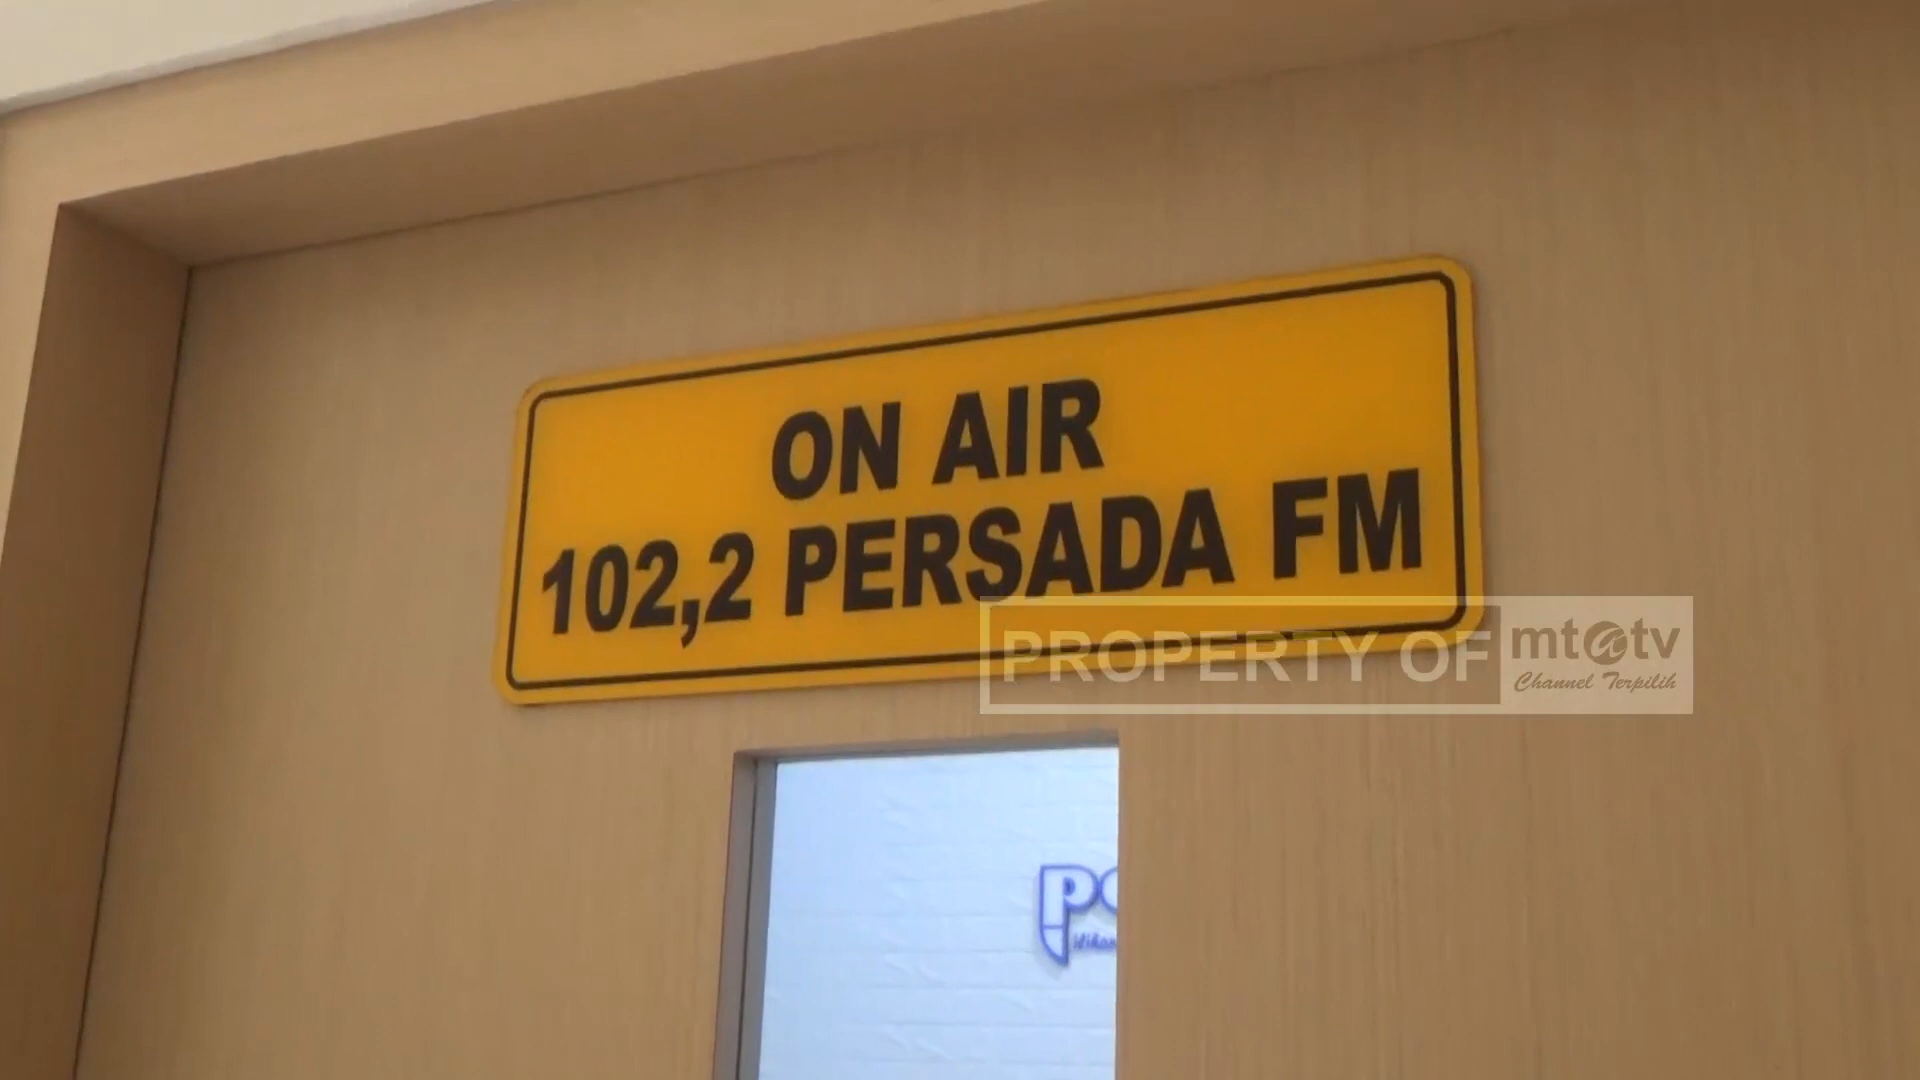 ON AIR
102,2 PERSADA FM
PROPERTY OF mt@tv
Channel Terpilih